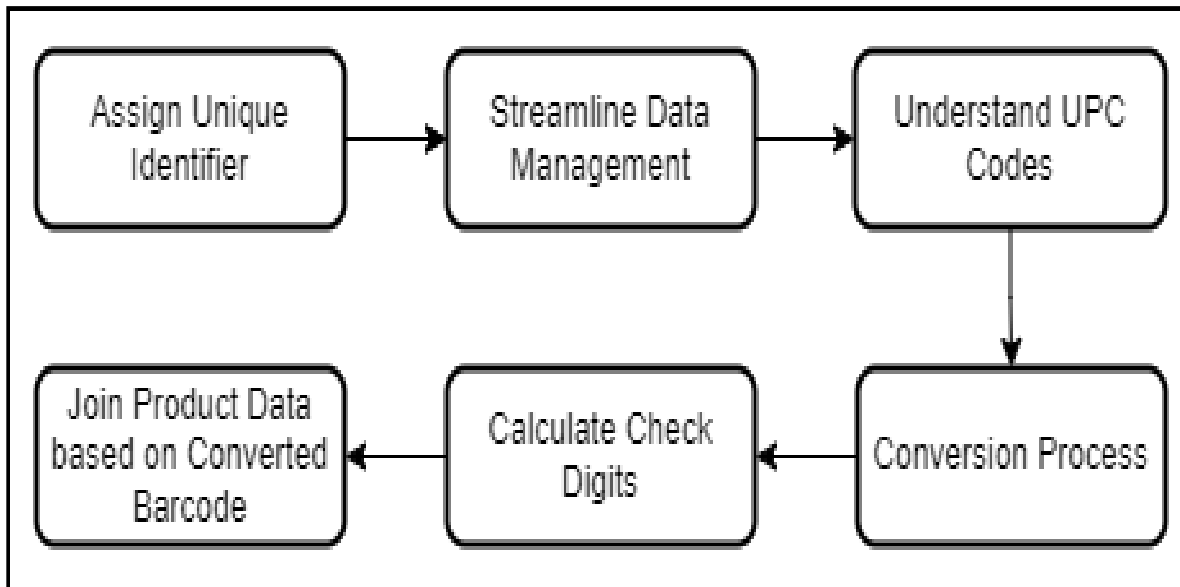 Assign Unique
Identifier
Streamline Data
Management
Understand UPC
Codes
Conversion Process
Calculate Check
Digits
Join Product Data
based on Converted
Barcode